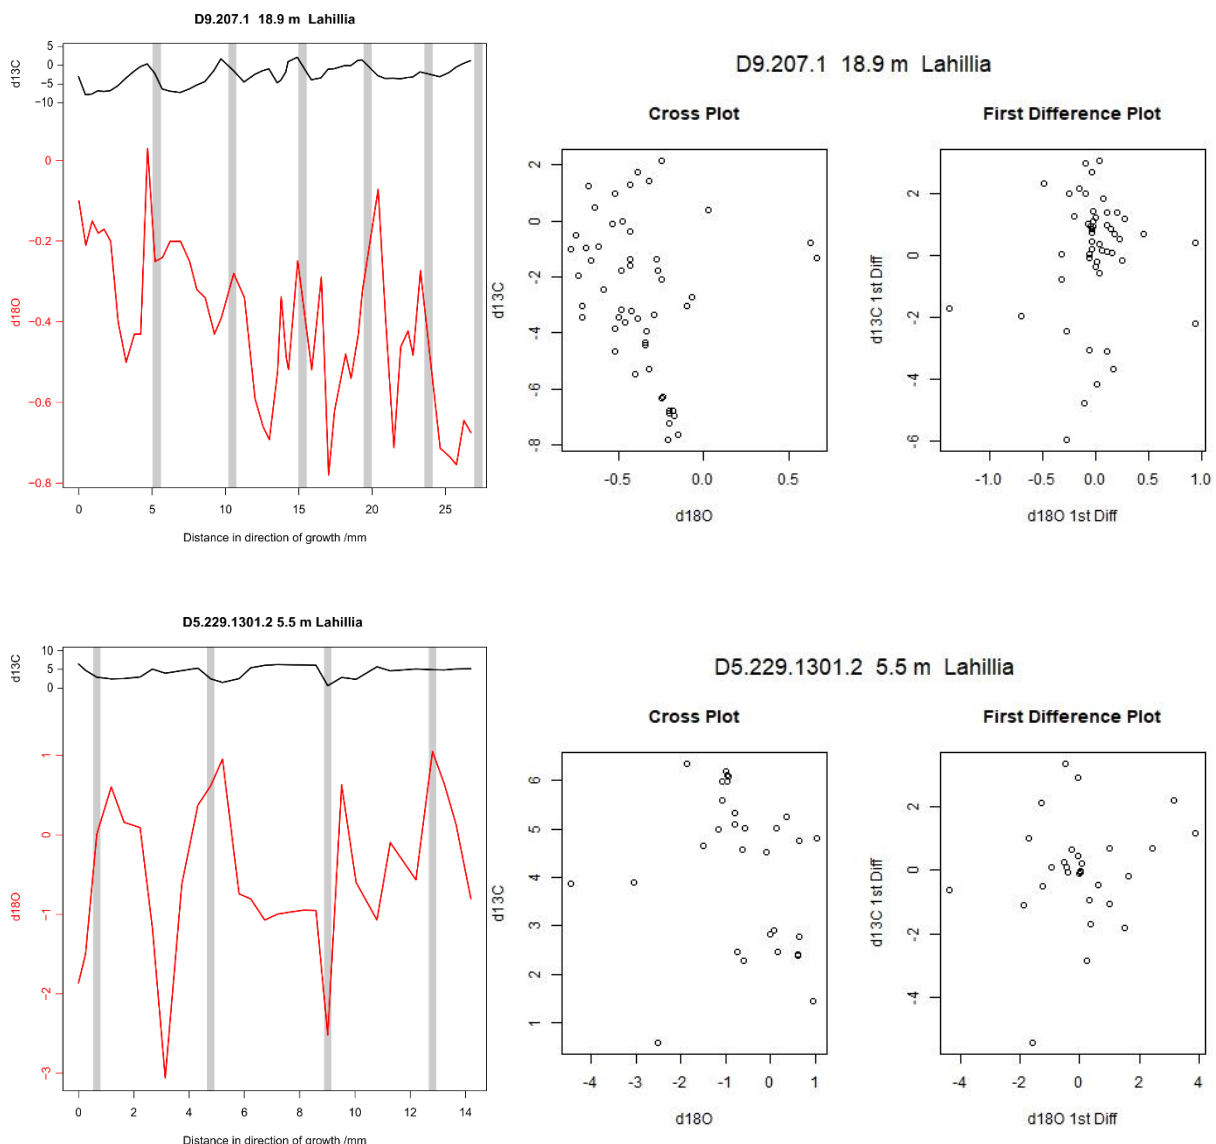 D9.207.1 18.9 m Lahillia
d13C
5
0
−5
−10
d18O
0
−0.2
−0.4
−0.6
−0.8
0 5 10 15 20 25
Distance in direction of growth /mm
D9.207.1 18.9 m Lahillia
Cross Plot
d13C
2
0
-2
-4
-6
-8
-0.5 0.0 0.5
d18O
First Difference Plot
d13C 1st Diff
2
0
-2
-4
-6
-1.0 -0.5 0.0 0.5 1.0
d18O 1st Diff
D5.229.1301.2 5.5 m Lahillia
d13C
10
5
0
d18O
1
0
−1
−2
−3
0 2 4 6 8 10 12 14
Distance in direction of growth /mm
D5.229.1301.2 5.5 m Lahillia
Cross Plot
d13C
6
5
4
3
2
1
-4 -3 -2 -1 0 1
d18O
First Difference Plot
d13C 1st Diff
2
0
-2
-4
-4 -2 0 2 4
d18O 1st Diff